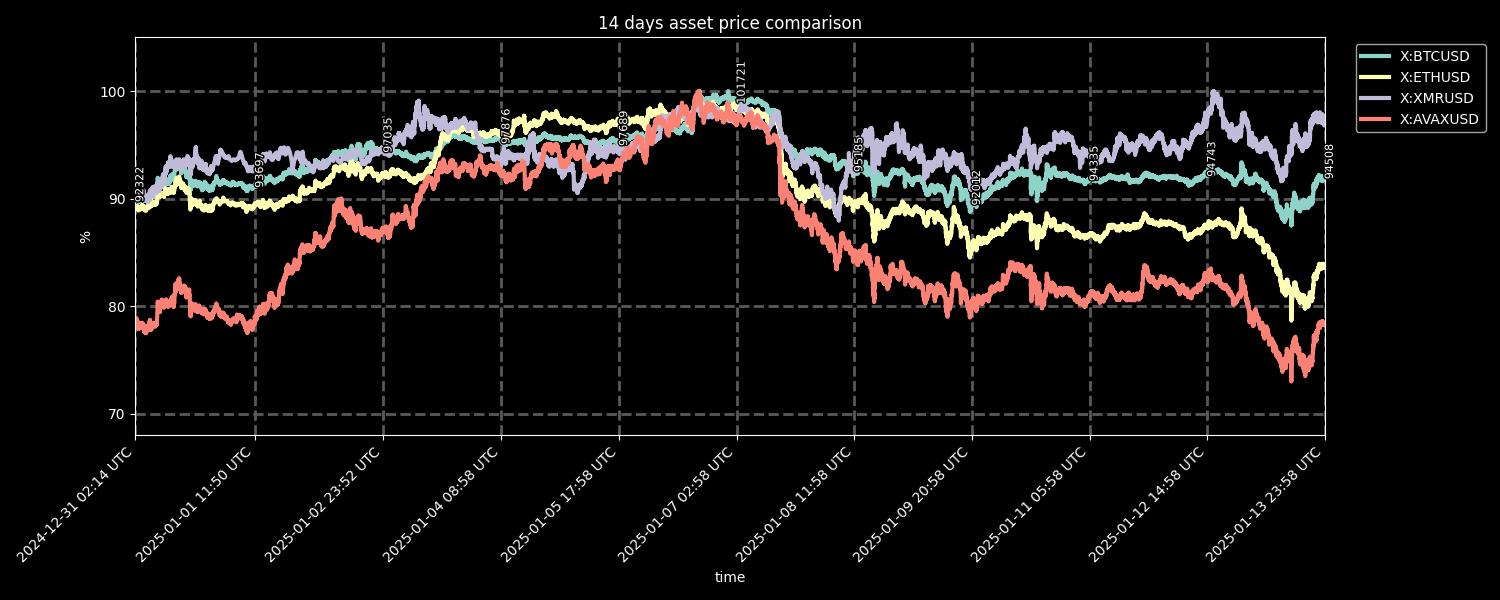 14 days asset price comparison
X:BTCUSD
X:ETHUSD
X:XMRUSD
X:AVAXUSD
100
90
80
70
%
92322
93697
97035
97876
97689
101721
95185
92012
94335
94743
94508
2024-12-31 02:14 UTC
2025-01-01 11:50 UTC
2025-01-02 23:52 UTC
2025-01-04 08:58 UTC
2025-01-05 17:58 UTC
2025-01-07 02:58 UTC
2025-01-08 11:58 UTC
2025-01-09 20:58 UTC
2025-01-11 05:58 UTC
2025-01-12 14:58 UTC
2025-01-13 23:58 UTC
time